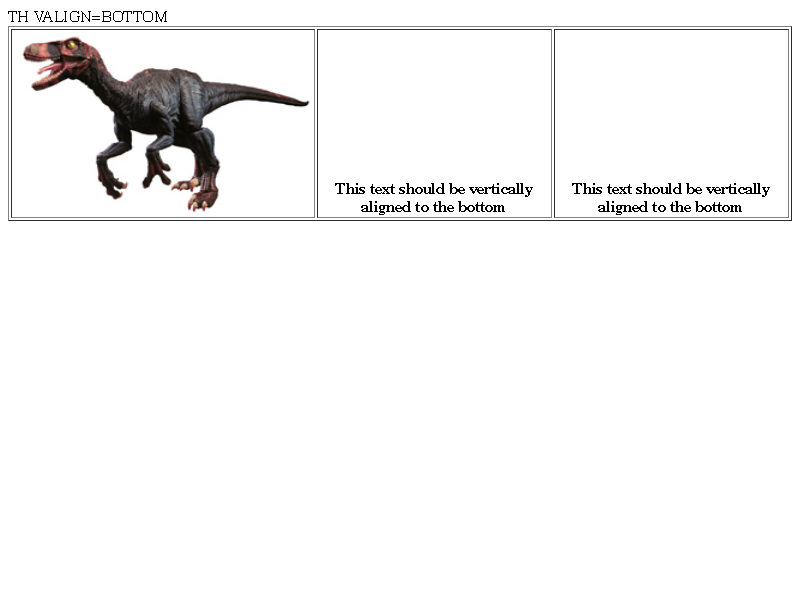 TH VALIGN=BOTTOM
This text should be vertically
aligned to the bottom
This text should be vertically
aligned to the bottom